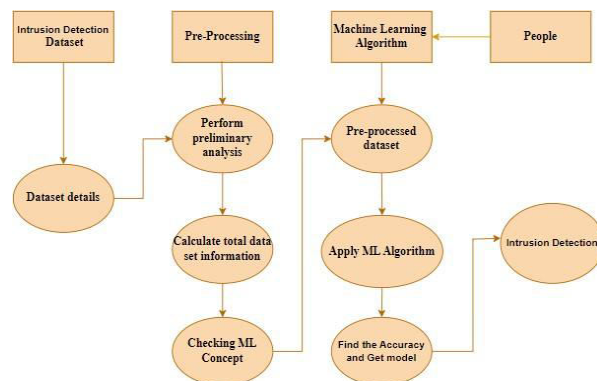 Intrusion Detection
Dataset
Pre-Processing
Machine Learning
Algorithm
People
Perform
preliminary
analysis
Pre-processed
dataset
Dataset details
Calculate total data
set information
Apply ML Algorithm
Intrusion Detection
Checking ML
Concept
Find the Accuracy
and Get model